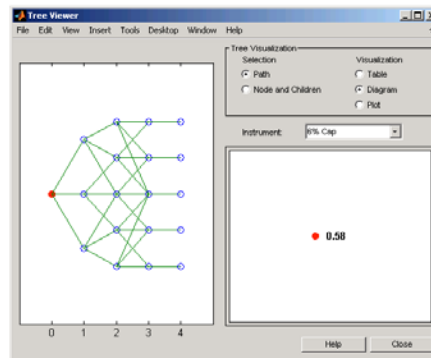 Tree Viewer
File Edit View Insert Tools Desktop Window Help
Tree Visualization
Selection Visualization
Path Table
Node and Children Diagram
Plot
Instrument: 6% Cap
0.58
0 1 2 3 4
Help Close